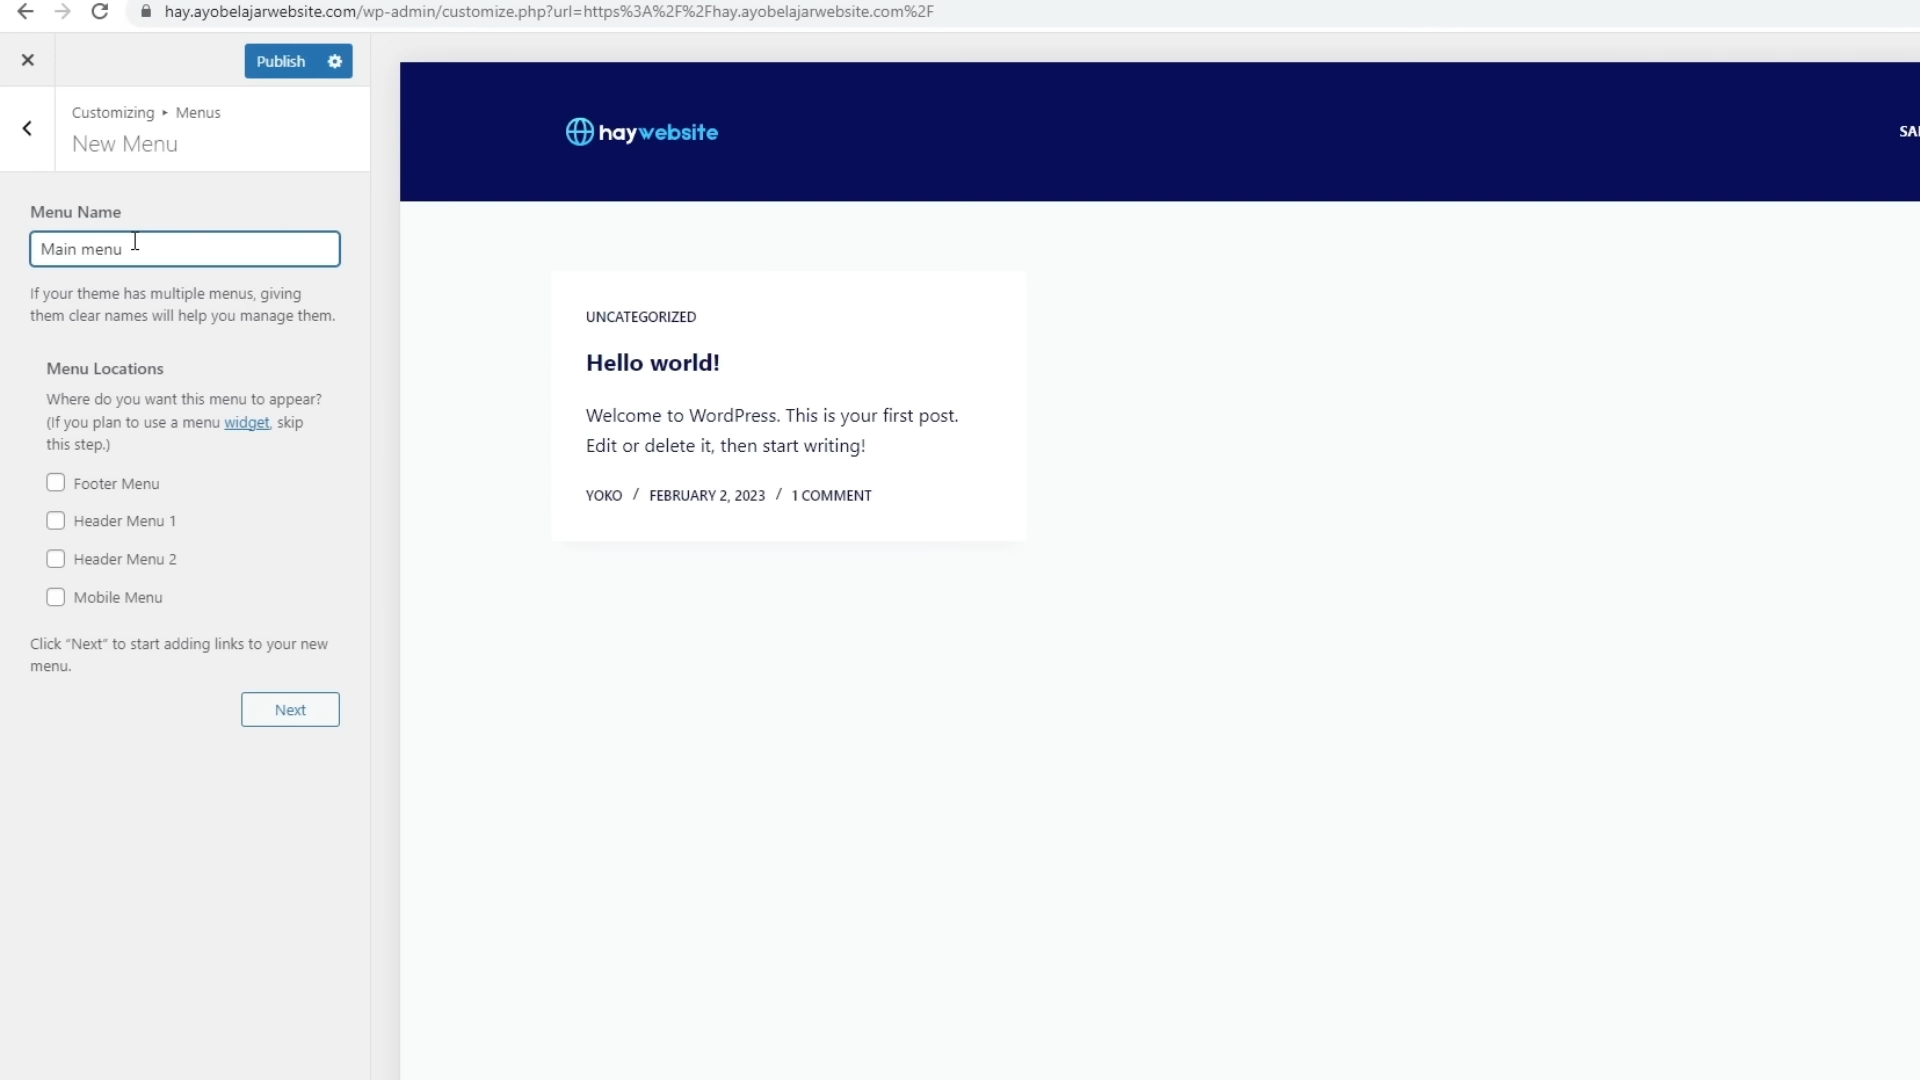 hay.ayobelajarwebsite.com/wp-admin/customize.php?url=https%3A%2F%2Fhay.ayobelajarwebsite.com%2F
Publish
Customizing ▸ Menus
New Menu
Menu Name
Main menu
If your theme has multiple menus, giving
them clear names will help you manage them.
Menu Locations
Where do you want this menu to appear?
(If you plan to use a menu widget, skip
this step.)
Footer Menu
Header Menu 1
Header Menu 2
Mobile Menu
Click “Next” to start adding links to your new
menu.
Next
haywebsite
UNCATEGORIZED
Hello world!
Welcome to WordPress. This is your first post.
Edit or delete it, then start writing!
YOKO / FEBRUARY 2, 2023 / 1 COMMENT